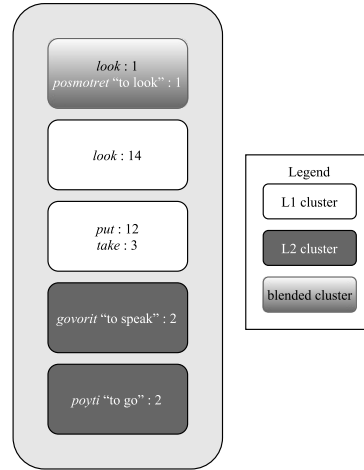 look : 1
posmotret “to look” : 1
look : 14
put : 12
take : 3
govorit “to speak” : 2
poyti “to go” : 2
Legend
L1 cluster
L2 cluster
blended cluster